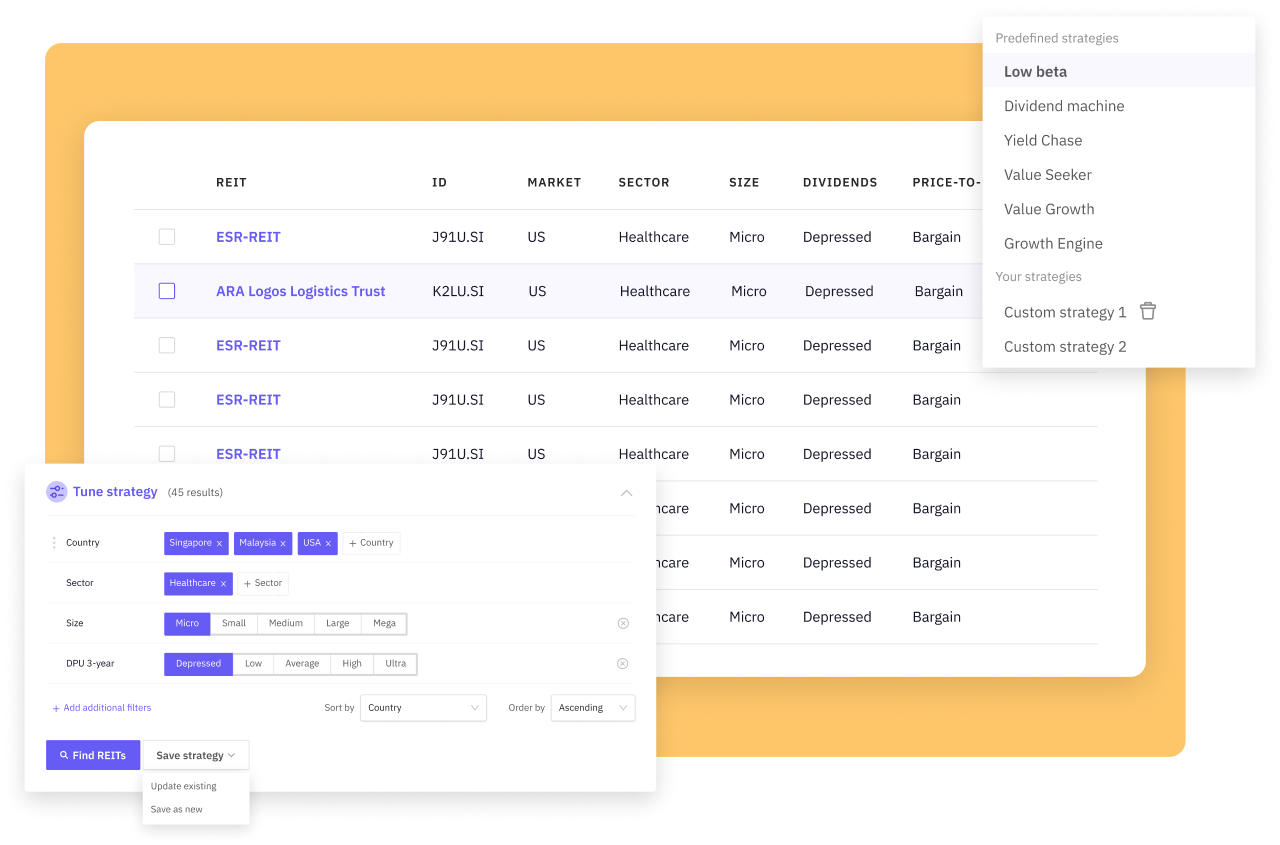 Predefined strategies
Low beta
Dividend machine
Yield Chase
Value Seeker
Value Growth
Growth Engine
Your strategies
Custom strategy 1
Custom strategy 2
REIT ID MARKET SECTOR SIZE DIVIDENDS PRICE-TO-
ESR-REIT J91U.SI US Healthcare Micro Depressed Bargain
ARA Logos Logistics Trust K2LU.SI US Healthcare Micro Depressed Bargain
ESR-REIT J91U.SI US Healthcare Micro Depressed Bargain
ESR-REIT J91U.SI US Healthcare Micro Depressed Bargain
ESR-REIT J91U.SI US Healthcare Micro Depressed Bargain
care Micro Depressed Bargain
care Micro Depressed Bargain
care Micro Depressed Bargain
Tune strategy (45 results)
Country Singapore x Malaysia x USA x + Country
Sector Healthcare x + Sector
Size Micro Small Medium Large Mega
DPU 3-year Depressed Low Average High Ultra
+ Add additional filters Sort by Country Order by Ascending
Find REITs Save strategy
Update existing
Save as new